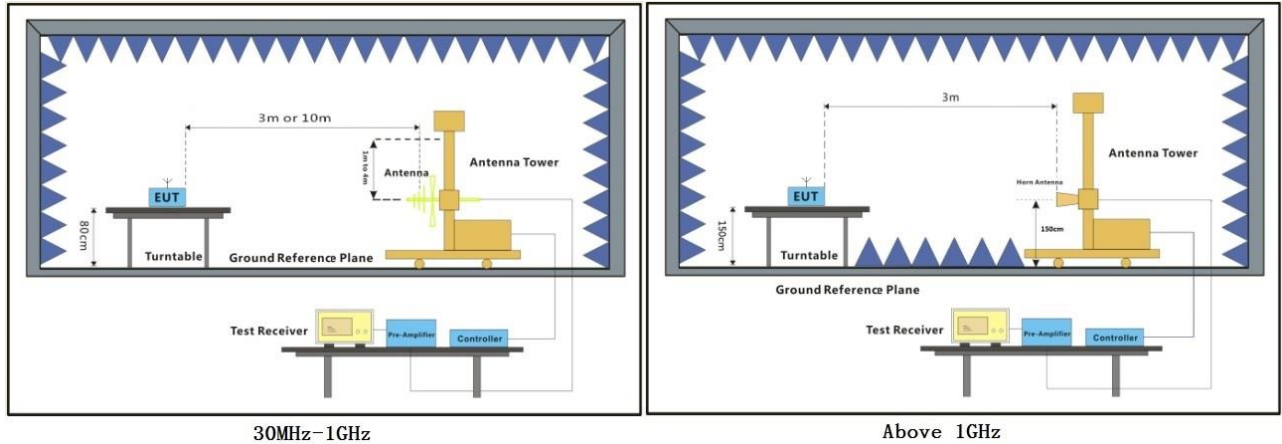 3m or 10m
1m to 4m
Antenna
Antenna Tower
EUT
80cm
Turntable
Ground Reference Plane
Test Receiver
Pre-Amplifier
Controller
30MHz-1GHz
3m
Antenna Tower
Horn Antenna
EUT
150cm
150cm
Turntable
Ground Reference Plane
Test Receiver
Pre-Amplifier
Controller
Above 1GHz